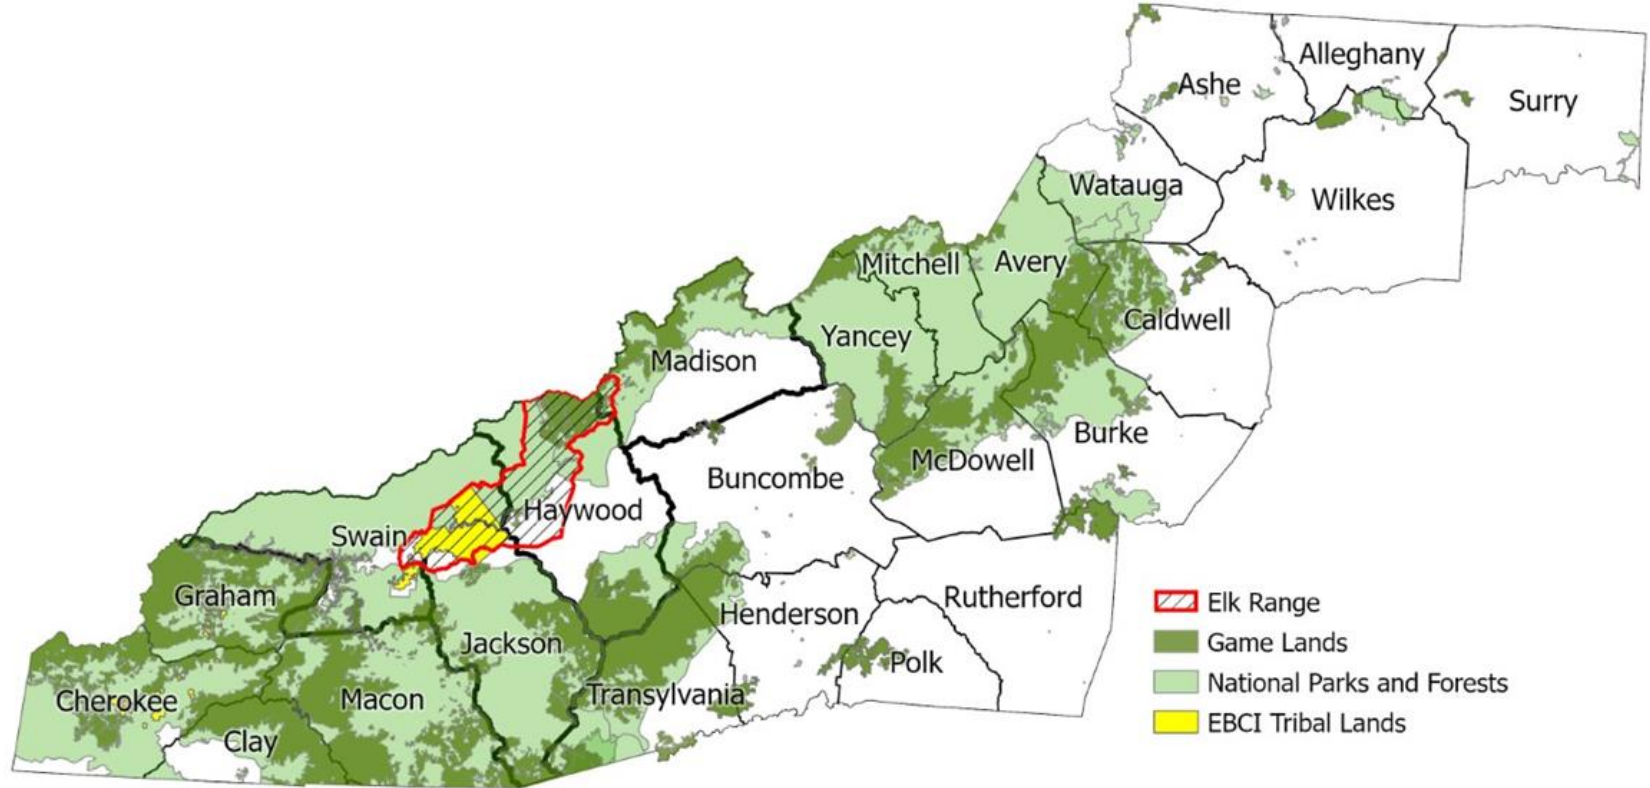 Alleghany
Ashe
Surry
Watauga
Wilkes
Mitchell
Avery
Caldwell
Yancey
Madison
Burke
McDowell
Buncombe
Haywood
Swain
Graham
Henderson
Rutherford
Jackson
Polk
Cherokee
Macon
Transylvania
Clay
Elk Range
Game Lands
National Parks and Forests
EBCI Tribal Lands